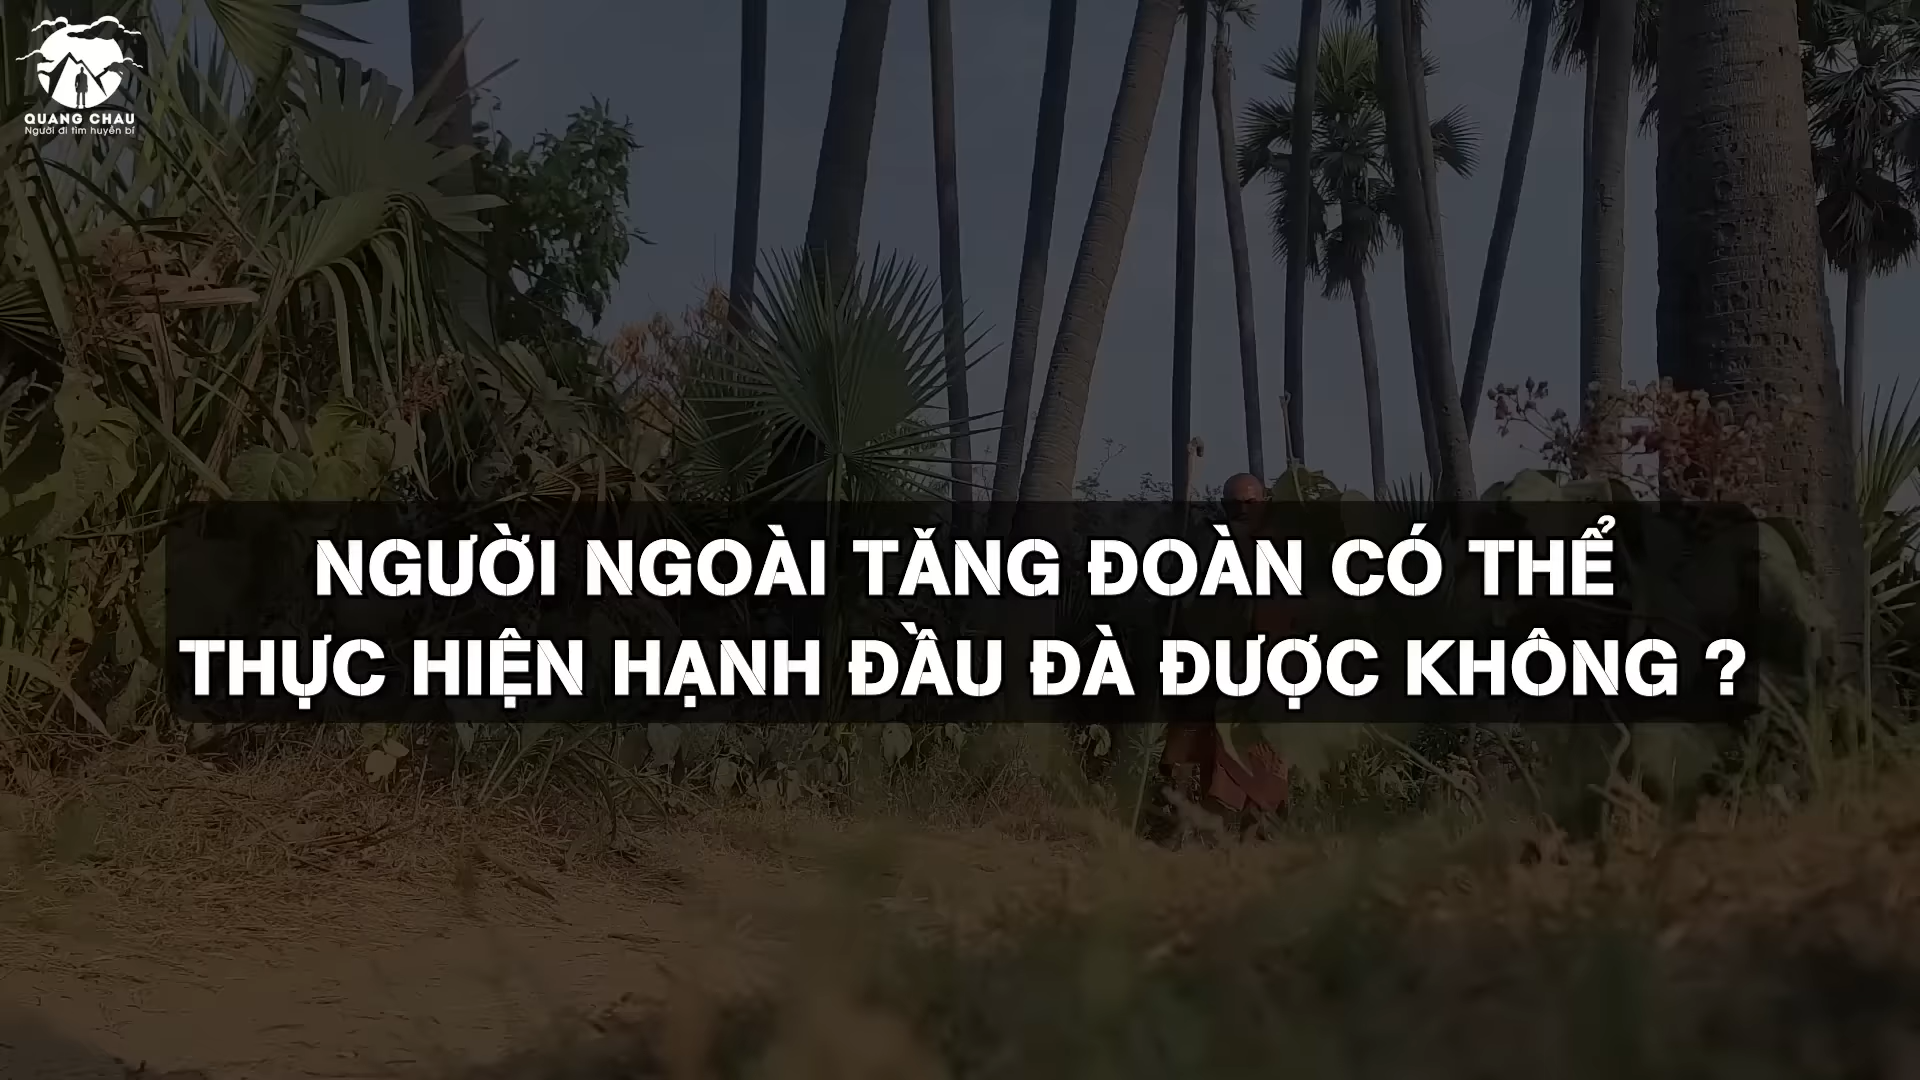 QUANG CHAU
Người đi tìm huyền bí
NGƯỜI NGOÀI TĂNG ĐOÀN CÓ THỂ
THỰC HIỆN HẠNH ĐẦU ĐÀ ĐƯỢC KHÔNG ?